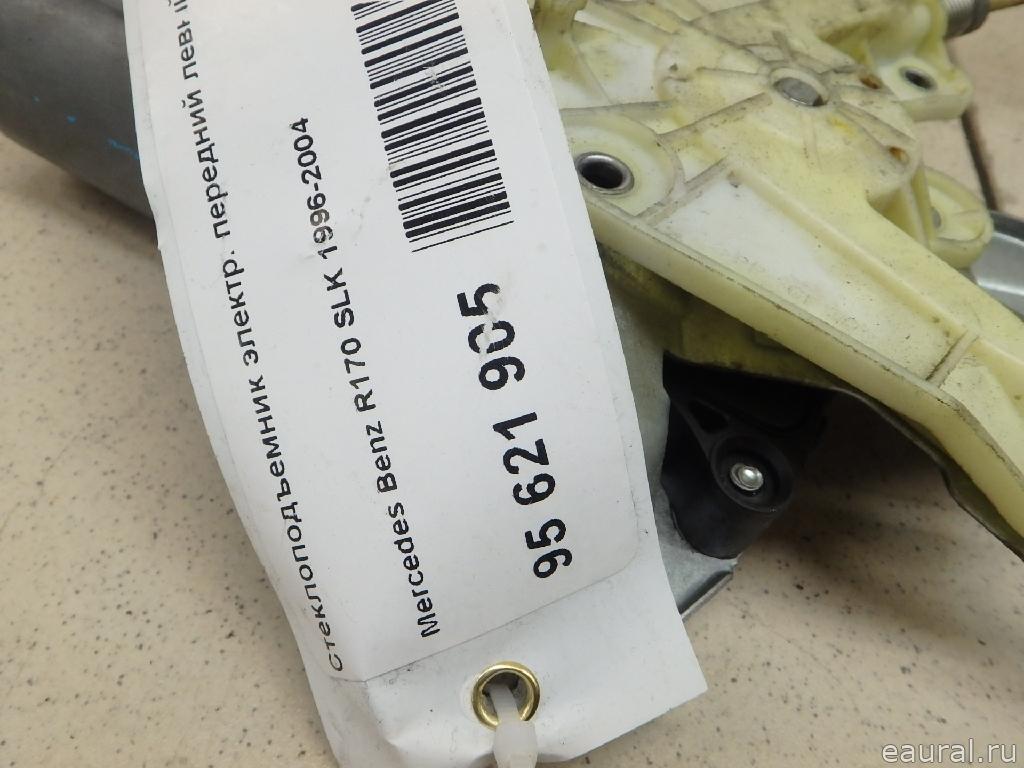 Стеклоподъемник электр. передний левый
Mercedes Benz R170 SLK 1996-2004
95 621 905
eaural.ru